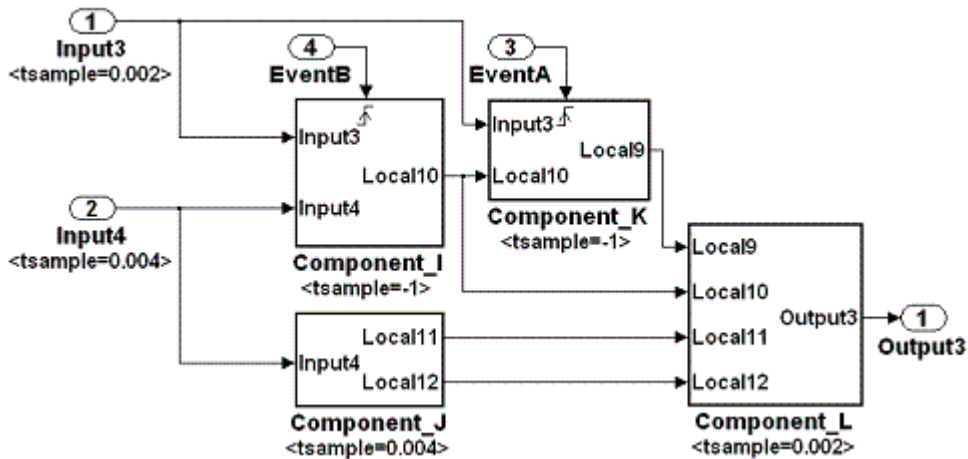 1
Input3
<tsample=0.002>
4
EventB
3
EventA
Input3
Local10
Input4
Component_I
<tsample=-1>
Input3
Local9
Local10
Component_K
<tsample=-1>
2
Input4
<tsample=0.004>
Local11
Input4
Local12
Component_J
<tsample=0.004>
Local9
Local10
Output3
Local11
Local12
Component_L
<tsample=0.002>
1
Output3